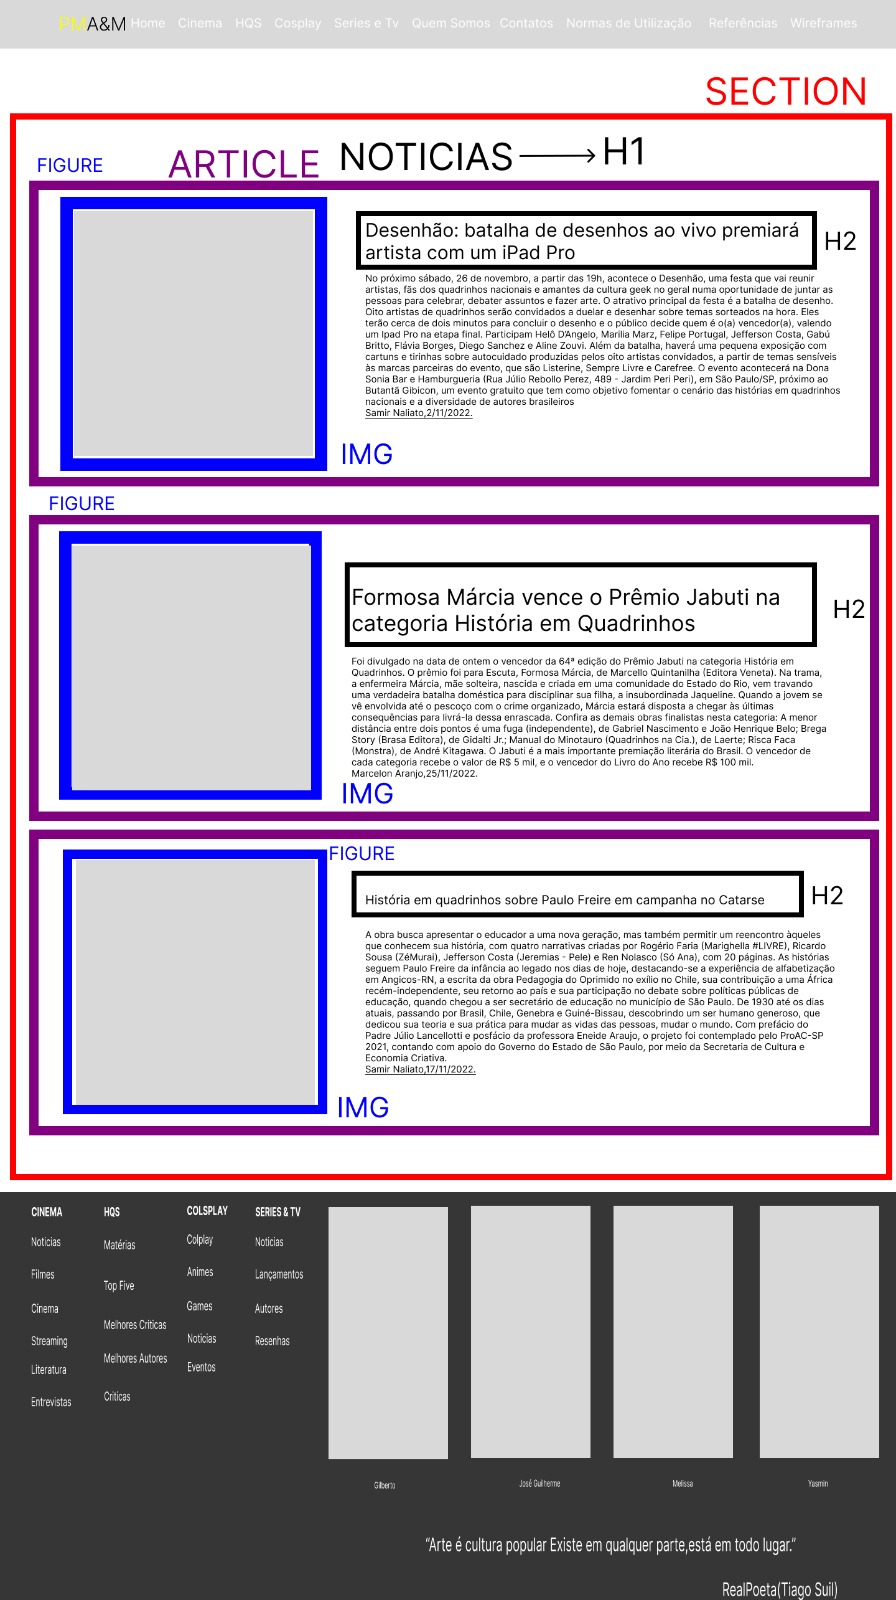 PMA&M Home Cinema HQS Cosplay Series e Tv Quem Somos Contatos Normas de Utilização Referências Wireframes
SECTION
FIGURE ARTICLE NOTICIAS H1
Desenhão: batalha de desenhos ao vivo premiará
artista com um iPad Pro
H2
No próximo sábado, 26 de novembro, a partir das 19h, acontece o Desenhão, uma festa que vai reunir
artistas, fãs dos quadrinhos nacionais e amantes da cultura geek no geral numa oportunidade de juntar as
pessoas para celebrar, debater assuntos e fazer arte. O atrativo principal da festa é a batalha de desenho.
Oito artistas de quadrinhos serão convidados a duelar e desenhar sobre temas sorteados na hora. Eles
terão cerca de dois minutos para concluir o desenho e o público decide quem é o(a) vencedor(a), valendo
um Ipad Pro na etapa final. Participam Helô D'Angelo, Marilia Marz, Felipe Portugal, Jefferson Costa, Gabú
Britto, Flávia Borges, Diego Sanchez e Aline Zouvi. Além da batalha, haverá uma pequena exposição com
cartuns e tirinhas sobre autocuidado produzidas pelos oito artistas convidados, a partir de temas sensíveis
às marcas parceiras do evento, que são Listerine, Sempre Livre e Carefree. O evento acontecerá na Dona
Sonia Bar e Hamburgueria (Rua Júlio Rebollo Perez, 489 - Jardim Peri Peri), em São Paulo/SP, próximo ao
Butantã Gibicon, um evento gratuito que tem como objetivo fomentar o cenário das histórias em quadrinhos
nacionais e a diversidade de autores brasileiros
Samir Naliato,2/11/2022.
IMG
FIGURE
Formosa Márcia vence o Prêmio Jabuti na
categoria História em Quadrinhos
H2
Foi divulgado na data de ontem o vencedor da 64ª edição do Prêmio Jabuti na categoria História em
Quadrinhos. O prêmio foi para Escuta, Formosa Márcia, de Marcello Quintanilha (Editora Veneta). Na trama,
a enfermeira Márcia, mãe solteira, nascida e criada em uma comunidade do Estado do Rio, vem travando
uma verdadeira batalha doméstica para disciplinar sua filha, a insubordinada Jaqueline. Quando a jovem se
vê envolvida até o pescoço com o crime organizado, Márcia estará disposta a chegar às últimas
consequências para livrá-la dessa enrascada. Confira as demais obras finalistas nesta categoria: A menor
distância entre dois pontos é uma fuga (independente), de Gabriel Nascimento e João Henrique Belo; Brega
Story (Brasa Editora), de Gidalti Jr.; Manual do Minotauro (Quadrinhos na Cia.), de Laerte; Risca Faca
(Monstra), de André Kitagawa. O Jabuti é a mais importante premiação literária do Brasil. O vencedor de
cada categoria recebe o valor de R$ 5 mil, e o vencedor do Livro do Ano recebe R$ 100 mil.
Marcelon Aranjo,25/11/2022.
IMG
FIGURE
História em quadrinhos sobre Paulo Freire em campanha no Catarse
H2
A obra busca apresentar o educador a uma nova geração, mas também permitir um reencontro àqueles
que conhecem sua história, com quatro narrativas criadas por Rogério Faria (Marighella #LIVRE), Ricardo
Sousa (ZéMurai), Jefferson Costa (Jeremias - Pele) e Ren Nolasco (Só Ana), com 20 páginas. As histórias
seguem Paulo Freire da infância ao legado nos dias de hoje, destacando-se a experiência de alfabetização
em Angicos-RN, a escrita da obra Pedagogia do Oprimido no exílio no Chile, sua contribuição a uma África
recém-independente, seu retorno ao país e sua participação no debate sobre políticas públicas de
educação, quando chegou a ser secretário de educação no município de São Paulo. De 1930 até os dias
atuais, passando por Brasil, Chile, Genebra e Guiné-Bissau, descobrindo um ser humano generoso, que
dedicou sua teoria e sua prática para mudar as vidas das pessoas, mudar o mundo. Com prefácio do
Padre Júlio Lancellotti e posfácio da professora Eneide Araujo, o projeto foi contemplado pelo ProAC-SP
2021, contando com apoio do Governo do Estado de São Paulo, por meio da Secretaria de Cultura e
Economia Criativa.
Samir Naliato,17/11/2022.
IMG
CINEMA
Noticias
Filmes
Cinema
Streaming
Literatura
Entrevistas
HQS
Matérias
Top Five
Melhores Criticas
Melhores Autores
Criticas
COLSPLAY
Colplay
Animes
Games
Noticias
Eventos
SERIES & TV
Noticias
Lançamentos
Autores
Resenhas
Gilberto
José Guilherme
Melissa
Yasmin
“Arte é cultura popular Existe em qualquer parte,está em todo lugar.”
RealPoeta(Tiago Suil)